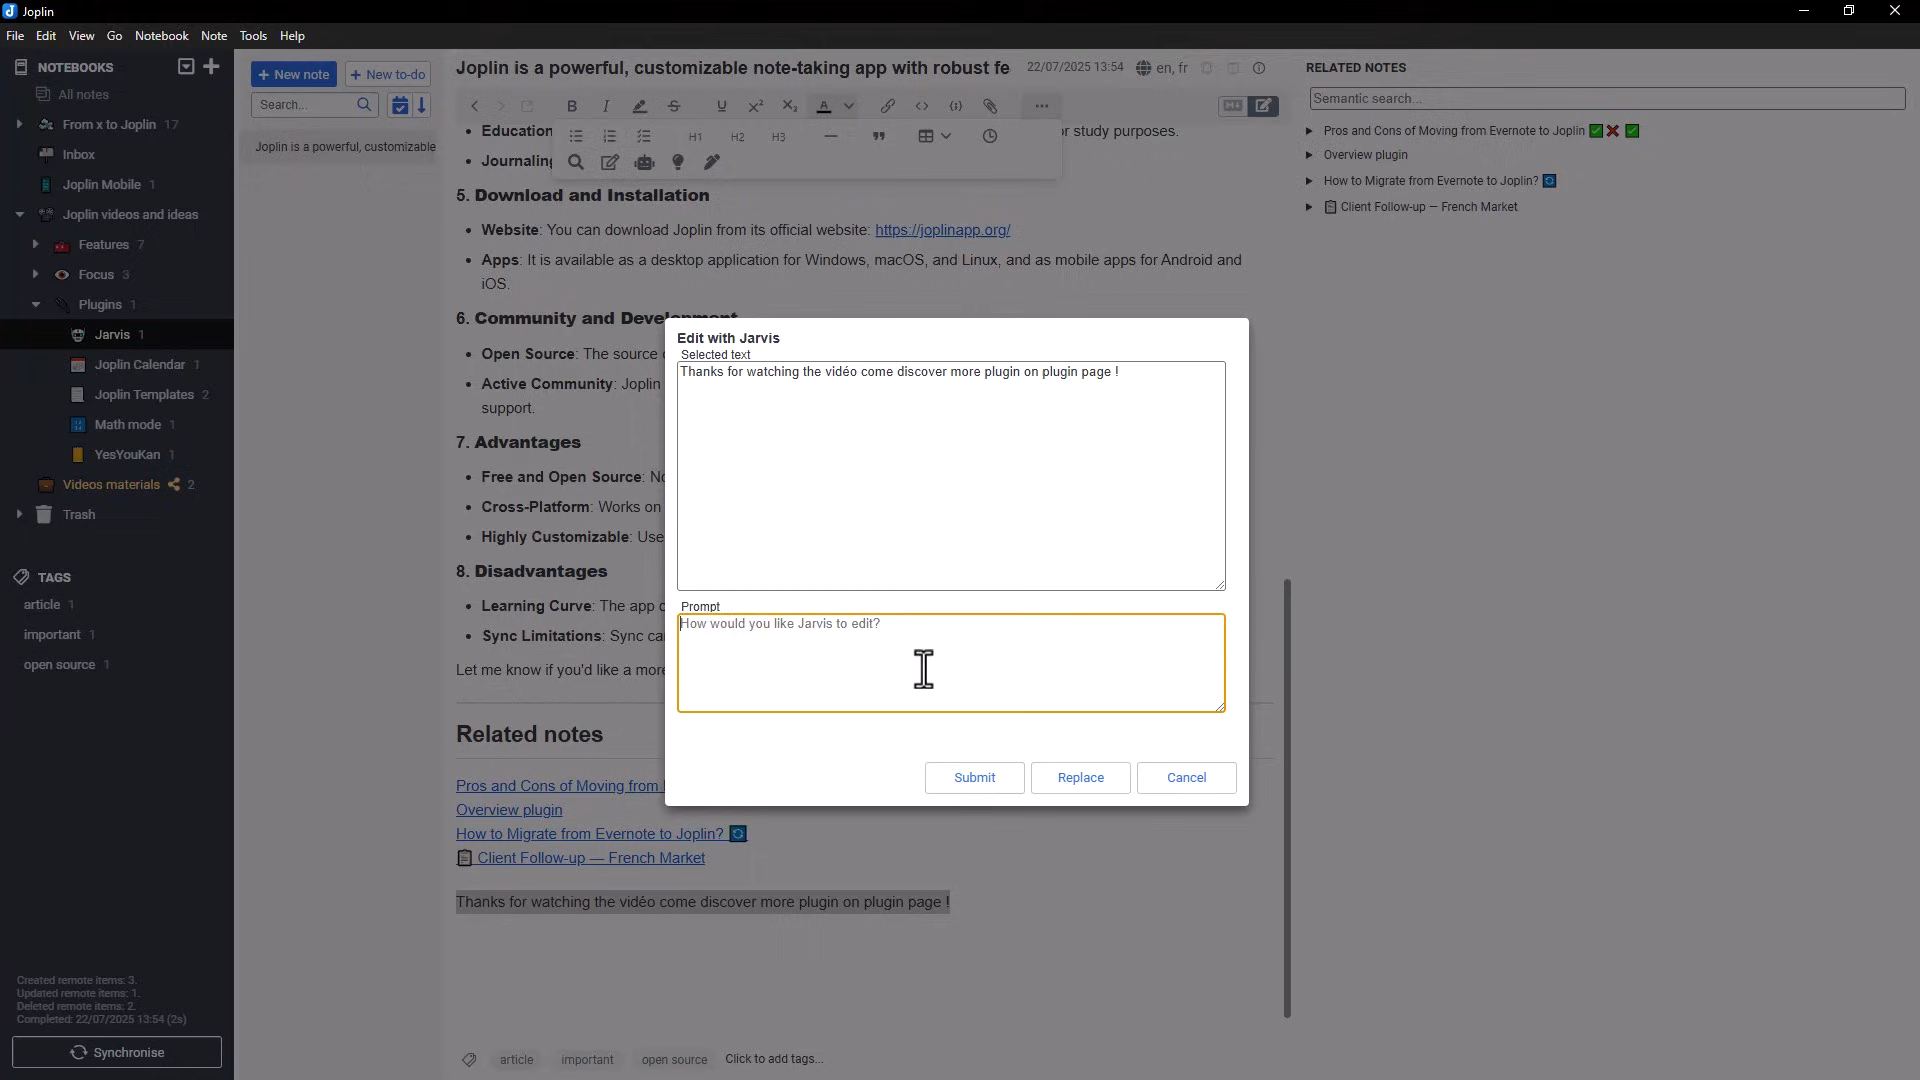 Joplin
File Edit View Go Notebook Note Tools Help
NOTEBOOKS
All notes
From x to Joplin 17
Inbox
Joplin Mobile 1
Joplin videos and ideas
Features 7
Focus 3
Plugins 1
Jarvis 1
Joplin Calendar 1
Joplin Templates 2
Math mode 1
YesYouKan 1
Videos materials 2
Trash
TAGS
article 1
important 1
open source 1
Created remote items: 3.
Updated remote items: 1.
Deleted remote items: 2.
Completed: 22/07/2025 13:54 (2s)
Synchronise
+ New note + New to-do
Search...
Joplin is a powerful, customizable
Joplin is a powerful, customizable note-taking app with robust fe 22/07/2025 13:54 en, fr
H1 H2 H3
• Education or study purposes.
• Journaling
5. Download and Installation
• Website: You can download Joplin from its official website: https://joplinapp.org/
• Apps: It is available as a desktop application for Windows, macOS, and Linux, and as mobile apps for Android and
iOS.
6. Community and
• Open Source: The source
• Active Community: Joplin
support.
7. Advantages
• Free and Open Source:
• Cross-Platform: Works on
• Highly Customizable: Use
8. Disadvantages
• Learning Curve: The app
• Sync Limitations: Sync ca
Let me know if you'd like a more
Related notes
Pros and Cons of Moving from
Overview plugin
How to Migrate from Evernote to Joplin?
Client Follow-up — French Market
Thanks for watching the vidéo come discover more plugin on plugin page !
article important open source Click to add tags...
Edit with Jarvis
Selected text
Thanks for watching the vidéo come discover more plugin on plugin page !
Prompt
How would you like Jarvis to edit?
Submit Replace Cancel
RELATED NOTES
Semantic search...
Pros and Cons of Moving from Evernote to Joplin ✅❌ ✅
Overview plugin
How to Migrate from Evernote to Joplin?
Client Follow-up — French Market